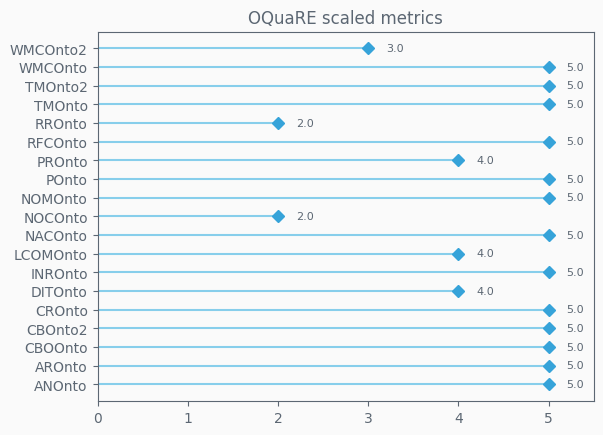 OQuaRE scaled metrics
WMCOnto2 3.0
WMCOnto 5.0
TMOnto2 5.0
TMOnto 5.0
RROnto 2.0
RFCOnto 5.0
PROnto 4.0
POnto 5.0
NOMOnto 5.0
NOCOnto 2.0
NACOnto 5.0
LCOMOnto 4.0
INROnto 5.0
DITOnto 4.0
CROnto 5.0
CBOnto2 5.0
CBOOnto 5.0
AROnto 5.0
ANOnto 5.0
0 1 2 3 4 5